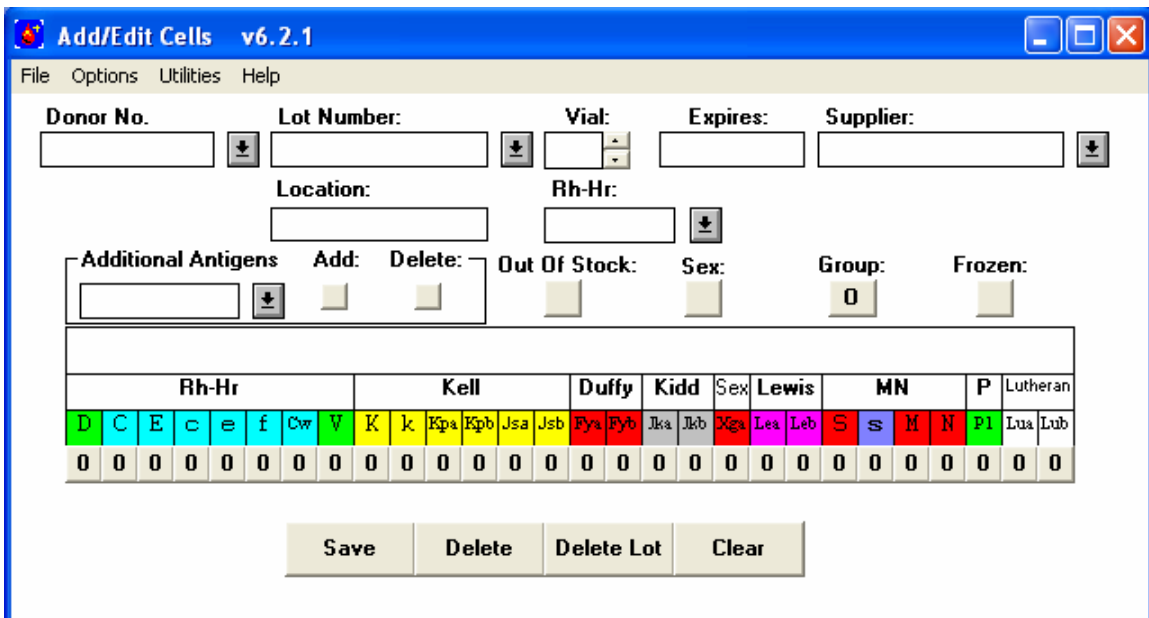 Add/Edit Cells v6.2.1
File Options Utilities Help
Donor No. Lot Number: Vial: Expires: Supplier:
Location: Rh-Hr:
Additional Antigens Add: Delete: Out Of Stock: Sex: Group: Frozen:
O
Rh-Hr Kell Duffy Kidd Sex Lewis MN P Lutheran
D C E c e f Cw V K k Kpa Kpb Jsa Jsb Fya Fyb Jka Jkb Xga Lea Leb S s M N P1 Lua Lub
0 0 0 0 0 0 0 0 0 0 0 0 0 0 0 0 0 0 0 0 0 0 0 0 0 0 0 0
Save Delete Delete Lot Clear